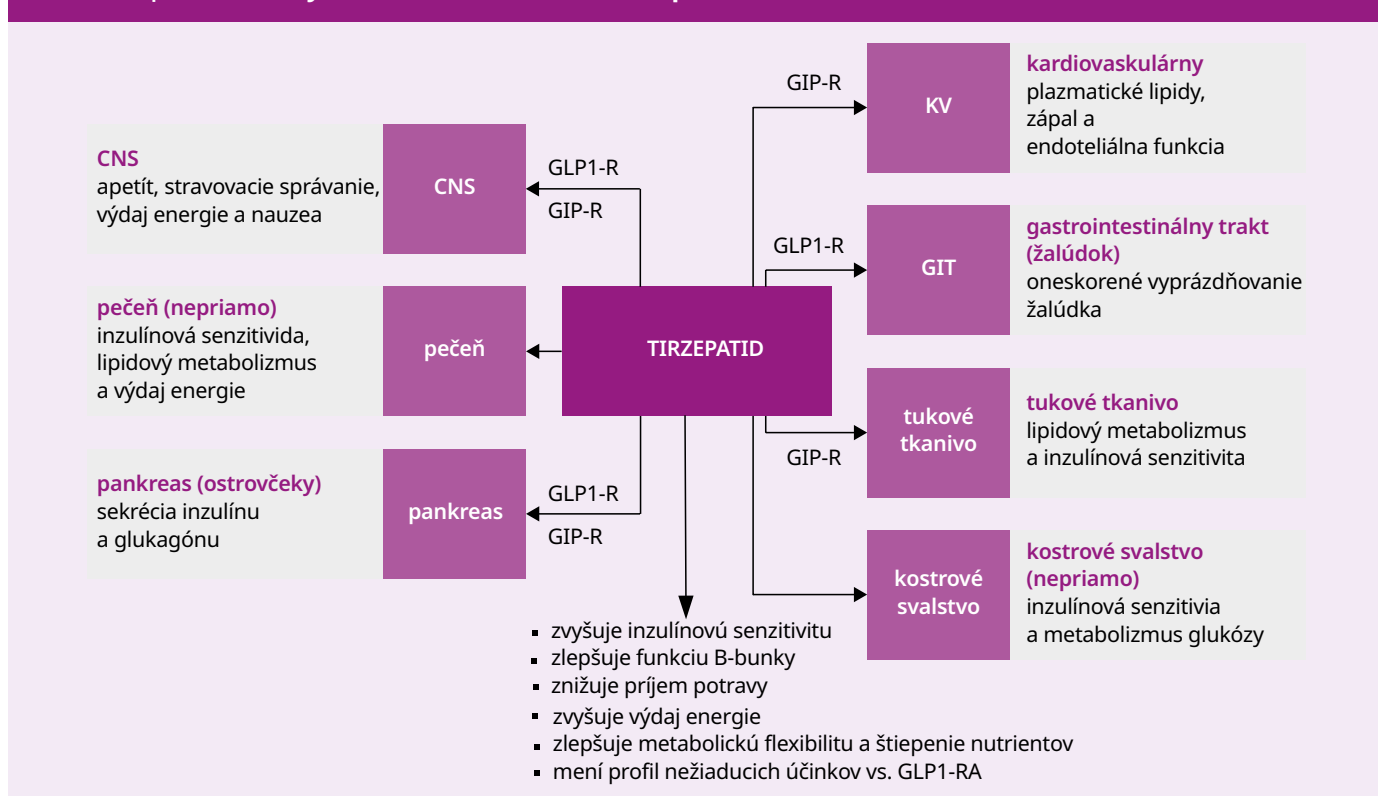 CNS
apetít, stravovacie správanie,
výdaj energie a nauzea
CNS
GLP1-R
GIP-R
pečeň (nepriamo)
inzulínová senzitivida,
lipidový metabolizmus
a výdaj energie
pečeň
pankreas (ostrovčeky)
sekrécia inzulínu
a glukagónu
pankreas
GLP1-R
GIP-R
TIRZEPATID
GIP-R
KV
kardiovaskulárny
plazmatické lipidy,
zápal a
endoteliálna funkcia
GLP1-R
GIT
gastrointestinálny trakt
(žalúdok)
oneskorené vyprázdňovanie
žalúdka
GIP-R
tukové
tkanivo
tukové tkanivo
lipidový metabolizmus
a inzulínová senzitivita
kostrové
svalstvo
kostrové svalstvo
(nepriamo)
inzulínová senzitivia
a metabolizmus glukózy
▪ zvyšuje inzulínovú senzitivitu
▪ zlepšuje funkciu B-bunky
▪ znižuje príjem potravy
▪ zvyšuje výdaj energie
▪ zlepšuje metabolickú flexibilitu a štiepenie nutrientov
▪ mení profil nežiaducich účinkov vs. GLP1-RA